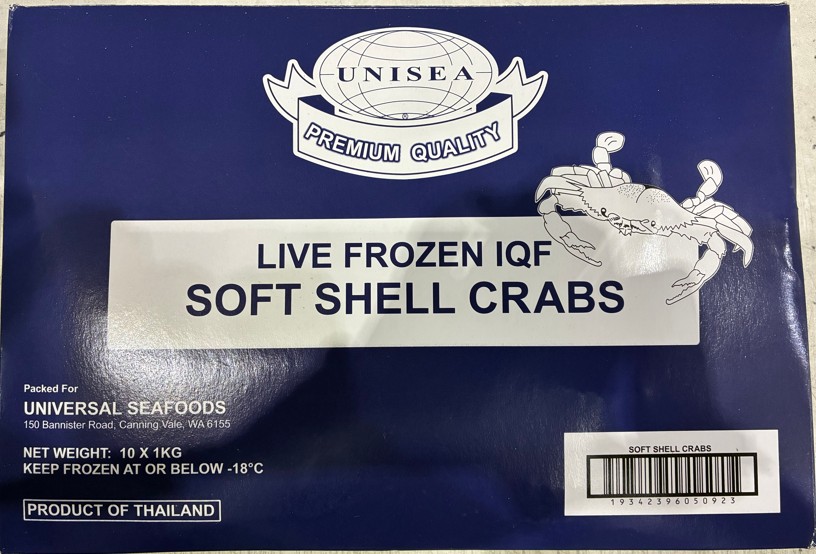 UNISEA
PREMIUM QUALITY
LIVE FROZEN IQF
SOFT SHELL CRABS
Packed For
UNIVERSAL SEAFOODS
150 Bannister Road, Canning Vale, WA 6155
NET WEIGHT: 10 X 1KG
KEEP FROZEN AT OR BELOW -18°C
PRODUCT OF THAILAND
SOFT SHELL CRABS
19342396050923